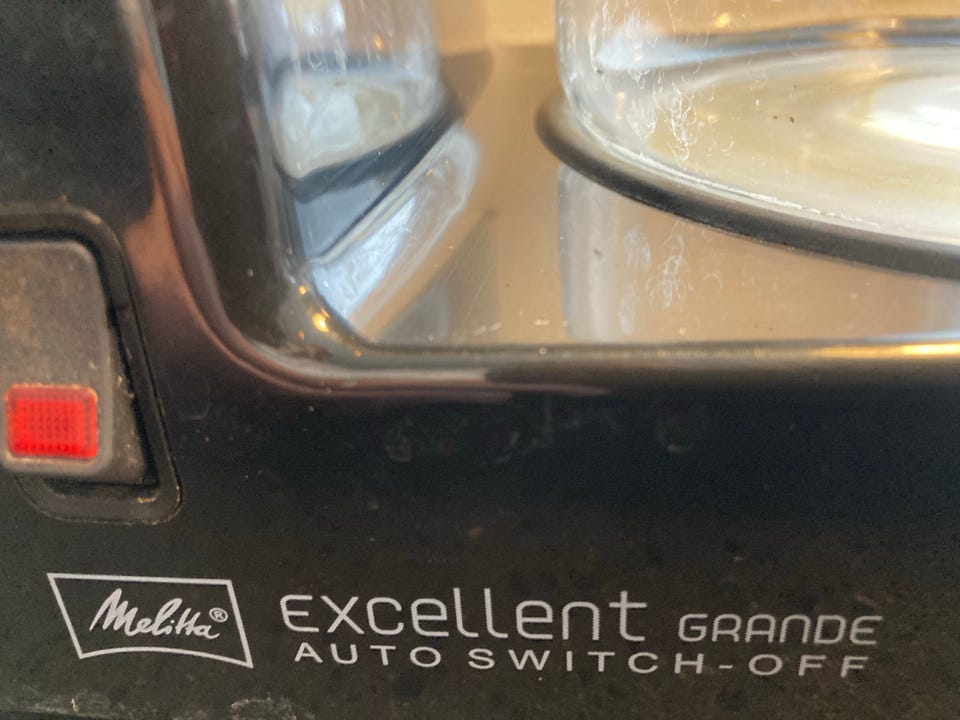 Melitta®
Excellent GRANDE
AUTO SWITCH-OFF